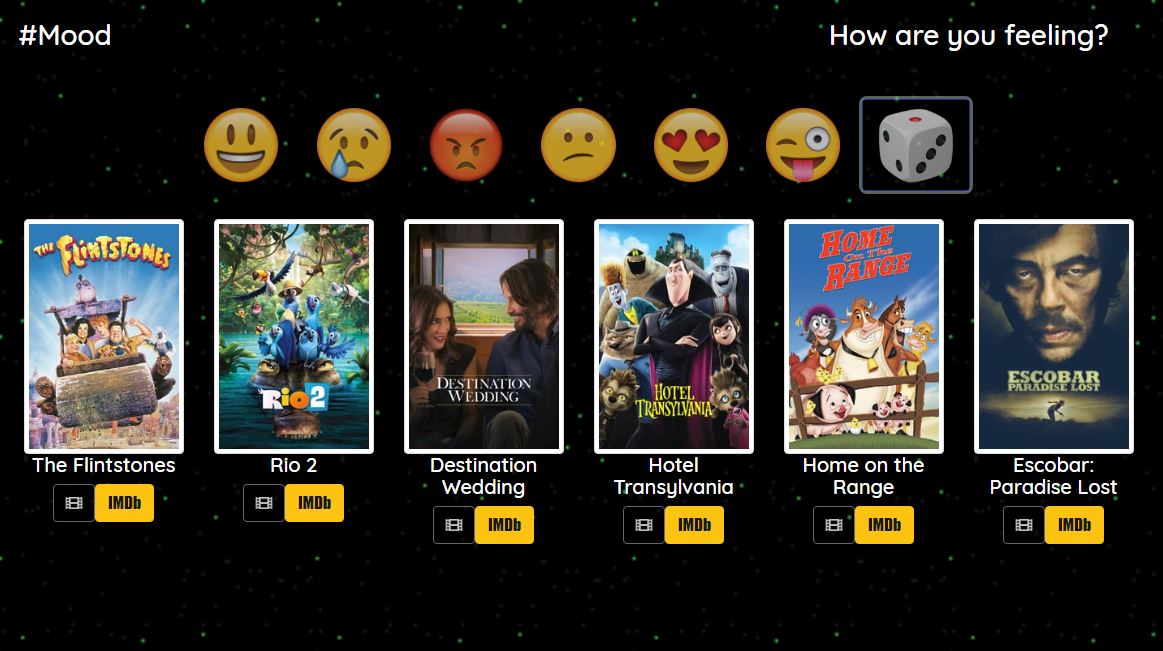 #Mood
How are you feeling?
THE FLINTSTONES
Rio 2
DESTINATION
WEDDING
HOTEL
TRANSYLVANIA
HOME
On The
RANGE
ESCOBAR
PARADISE LOST
The Flintstones
Rio 2
Destination
Wedding
Hotel
Transylvania
Home on the
Range
Escobar:
Paradise Lost
IMDb
IMDb
IMDb
IMDb
IMDb
IMDb